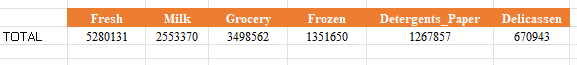 Fresh Milk Grocery Frozen Detergents_Paper Delicassen
TOTAL 5280131 2553370 3498562 1351650 1267857 670943